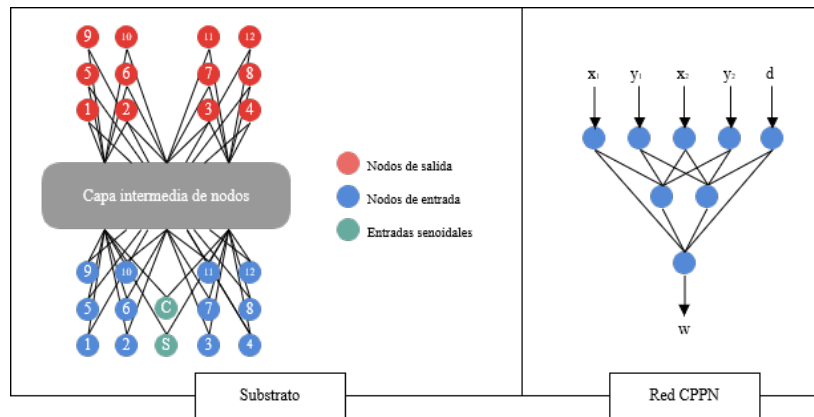 9 10 11 12
5 6 7 8
1 2 3 4
Capa intermedia de nodos
9 10 11 12
5 6 C 7 8
1 2 S 3 4
Nodos de salida
Nodos de entrada
Entradas senoidales
Substrato
x₁ y₁ x₂ y₂ d
w
Red CPPN